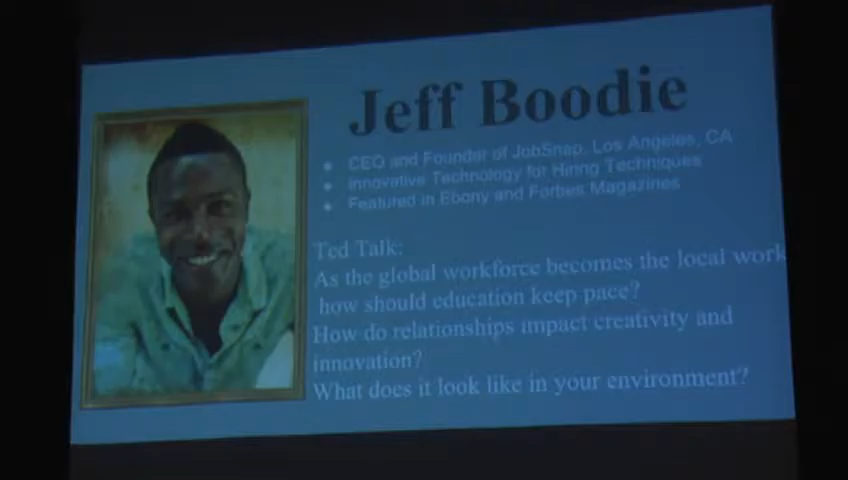 Jeff Boodie
CEO and Founder of JobSnap, Los Angeles, CA
Innovative Technology for Hiring Techniques
Featured in Ebony and Forbes Magazines
Ted Talk:
As the global workforce becomes the local work
how should education keep pace?
How do relationships impact creativity and
innovation?
What does it look like in your environment?